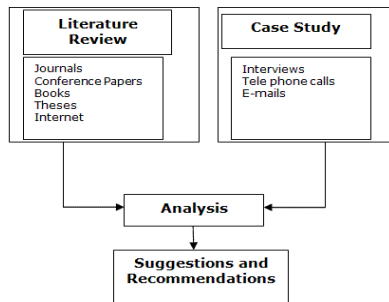 Literature
Review
Journals
Conference Papers
Books
Theses
Internet
Case Study
Interviews
Tele phone calls
E-mails
Analysis
Suggestions and
Recommendations